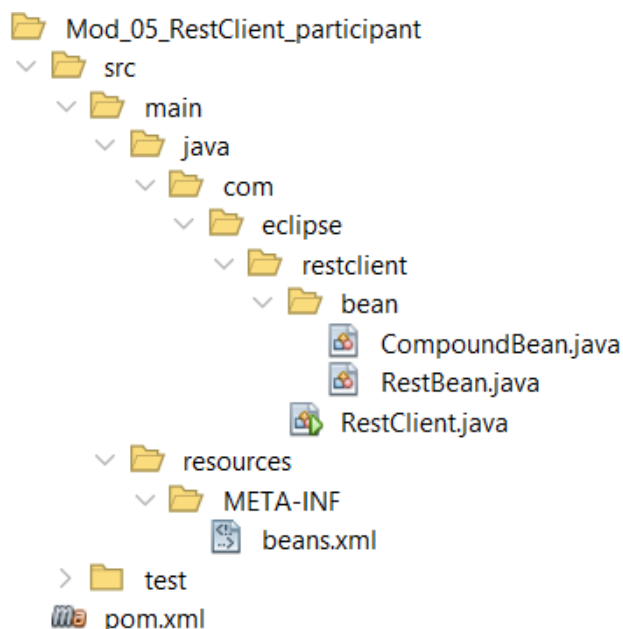 Mod_05_RestClient_participant
src
main
java
com
eclipse
restclient
bean
CompoundBean.java
RestBean.java
RestClient.java
resources
META-INF
beans.xml
test
pom.xml